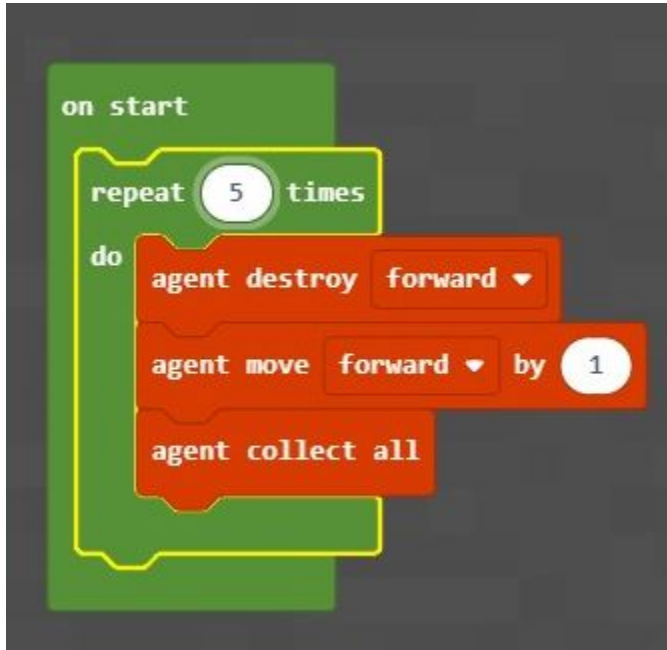 on start
repeat 5 times
do
agent destroy forward
agent move forward by 1
agent collect all